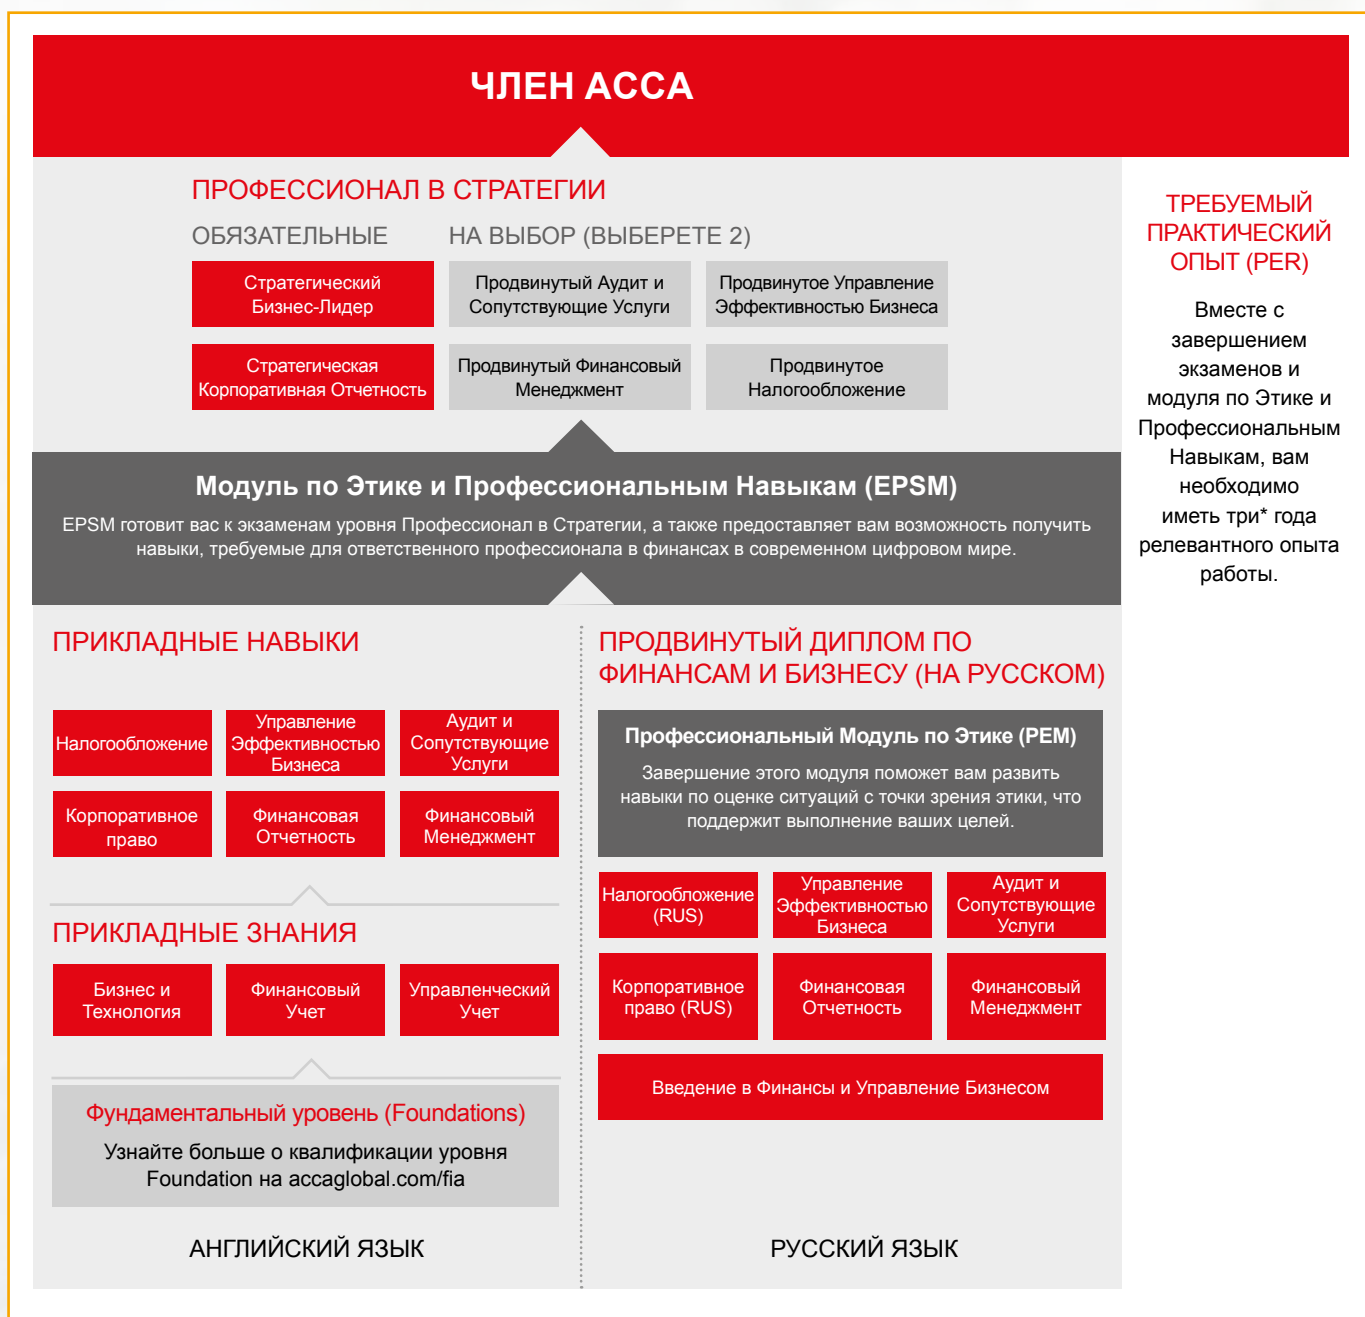 ЧЛЕН АССА
ПРОФЕССИОНАЛ В СТРАТЕГИИ
ОБЯЗАТЕЛЬНЫЕ
НА ВЫБОР (ВЫБЕРЕТЕ 2)
Стратегический
Бизнес-Лидер
Продвинутый Аудит и
Сопутствующие Услуги
Продвинутое Управление
Эффективностью Бизнеса
Стратегическая
Корпоративная Отчетность
Продвинутый Финансовый
Менеджмент
Продвинутое
Налогообложение
ТРЕБУЕМЫЙ
ПРАКТИЧЕСКИЙ
ОПЫТ (PER)
Вместе с
завершением
экзаменов и
модуля по Этике и
Профессиональным
Навыкам, вам
необходимо
иметь три* года
релевантного опыта
работы.
Модуль по Этике и Профессиональным Навыкам (EPSM)
EPSM готовит вас к экзаменам уровня Профессионал в Стратегии, а также предоставляет вам возможность получить
навыки, требуемые для ответственного профессионала в финансах в современном цифровом мире.
ПРИКЛАДНЫЕ НАВЫКИ
Налогообложение
Управление
Эффективностью
Бизнеса
Аудит и
Сопутствующие
Услуги
Корпоративное
право
Финансовая
Отчетность
Финансовый
Менеджмент
ПРИКЛАДНЫЕ ЗНАНИЯ
Бизнес и
Технология
Финансовый
Учет
Управленческий
Учет
Фундаментальный уровень (Foundations)
Узнайте больше о квалификации уровня
Foundation на accaglobal.com/fia
АНГЛИЙСКИЙ ЯЗЫК
ПРОДВИНУТЫЙ ДИПЛОМ ПО
ФИНАНСАМ И БИЗНЕСУ (НА РУССКОМ)
Профессиональный Модуль по Этике (PEM)
Завершение этого модуля поможет вам развить
навыки по оценке ситуаций с точки зрения этики, что
поддержит выполнение ваших целей.
Налогообложение
(RUS)
Управление
Эффективностью
Бизнеса
Аудит и
Сопутствующие
Услуги
Корпоративное
право (RUS)
Финансовая
Отчетность
Финансовый
Менеджмент
Введение в Финансы и Управление Бизнесом
РУССКИЙ ЯЗЫК